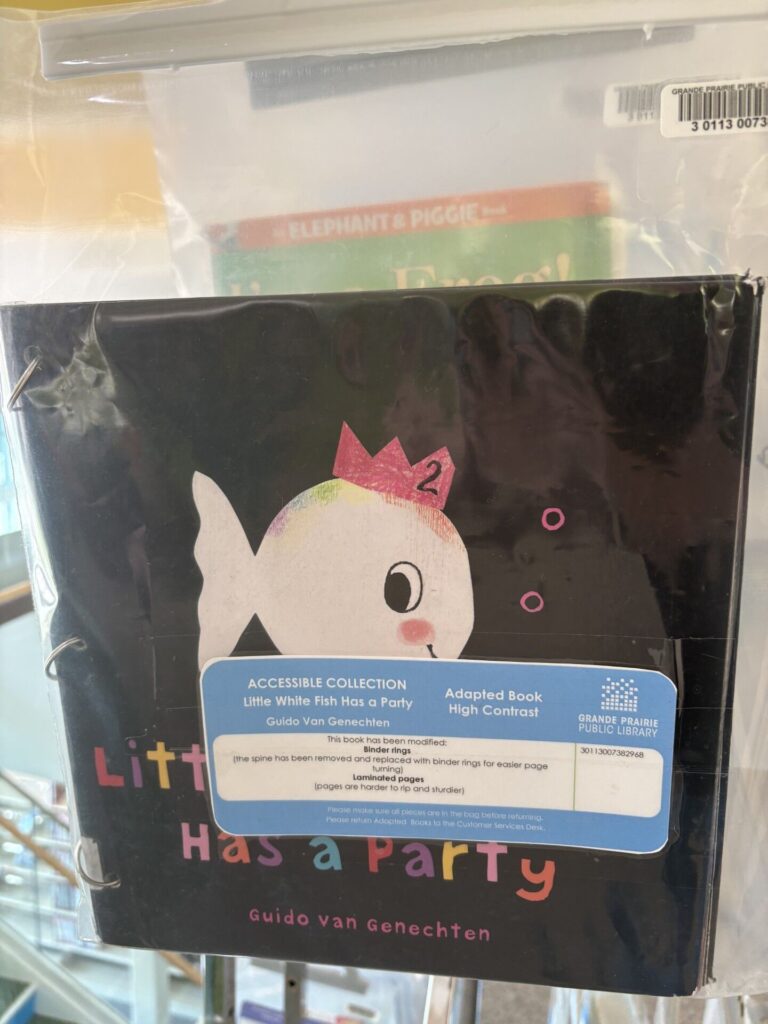 GRANDE PRAIRIE PUBLIC
3 0113 0073
An ELEPHANT & PIGGIE Book
Frog!
2
ACCESSIBLE COLLECTION
Little White Fish Has a Party
Guido Van Genechten
Adapted Book
High Contrast
GRANDE PRAIRIE
PUBLIC LIBRARY
This book has been modified:
Binder rings
(the spine has been removed and replaced with binder rings for easier page
turning)
Laminated pages
(pages are harder to rip and sturdier)
30113007382968
Please make sure all pieces are in the bag before returning.
Please return Adapted Books to the Customer Services Desk.
Litt
Has a Party
Guido van Genechten